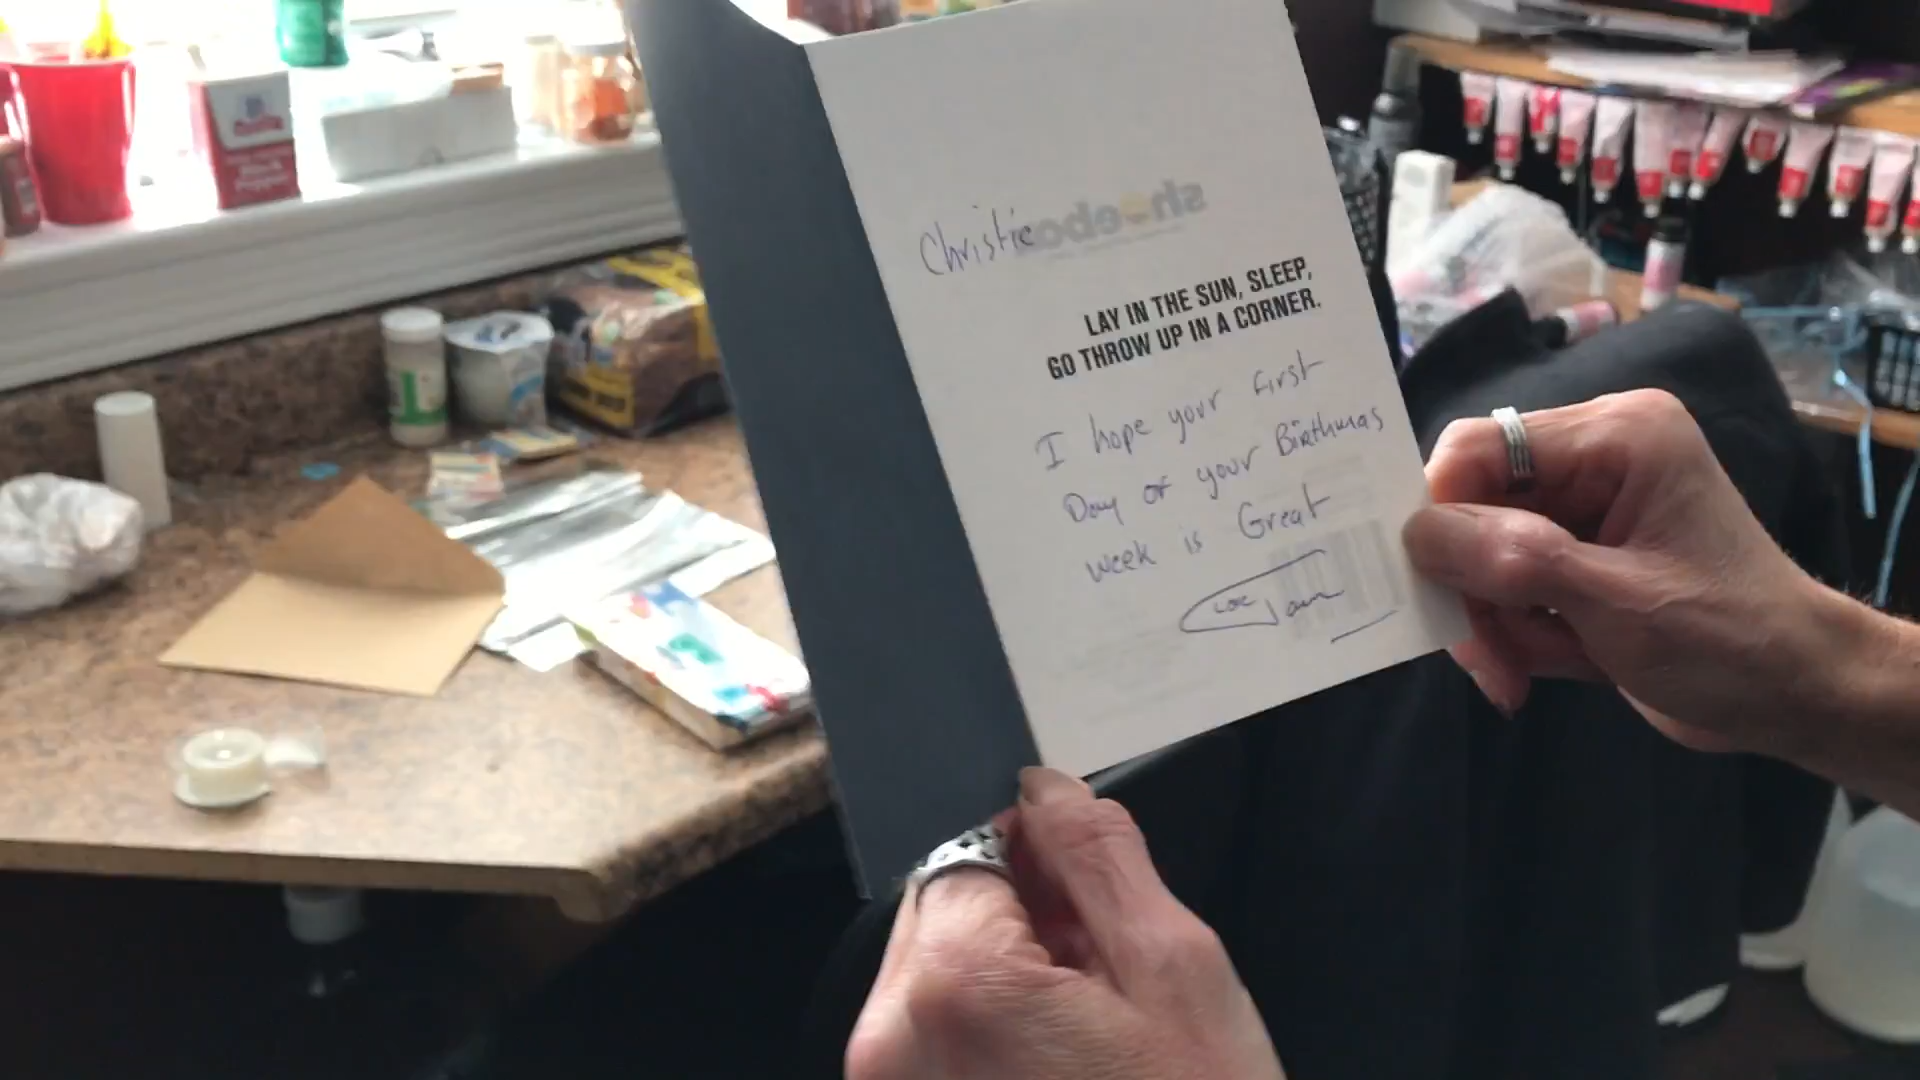 Christie
LAY IN THE SUN, SLEEP,
GO THROW UP IN A CORNER.
I hope your First
Day of your Birthmas
week is Great